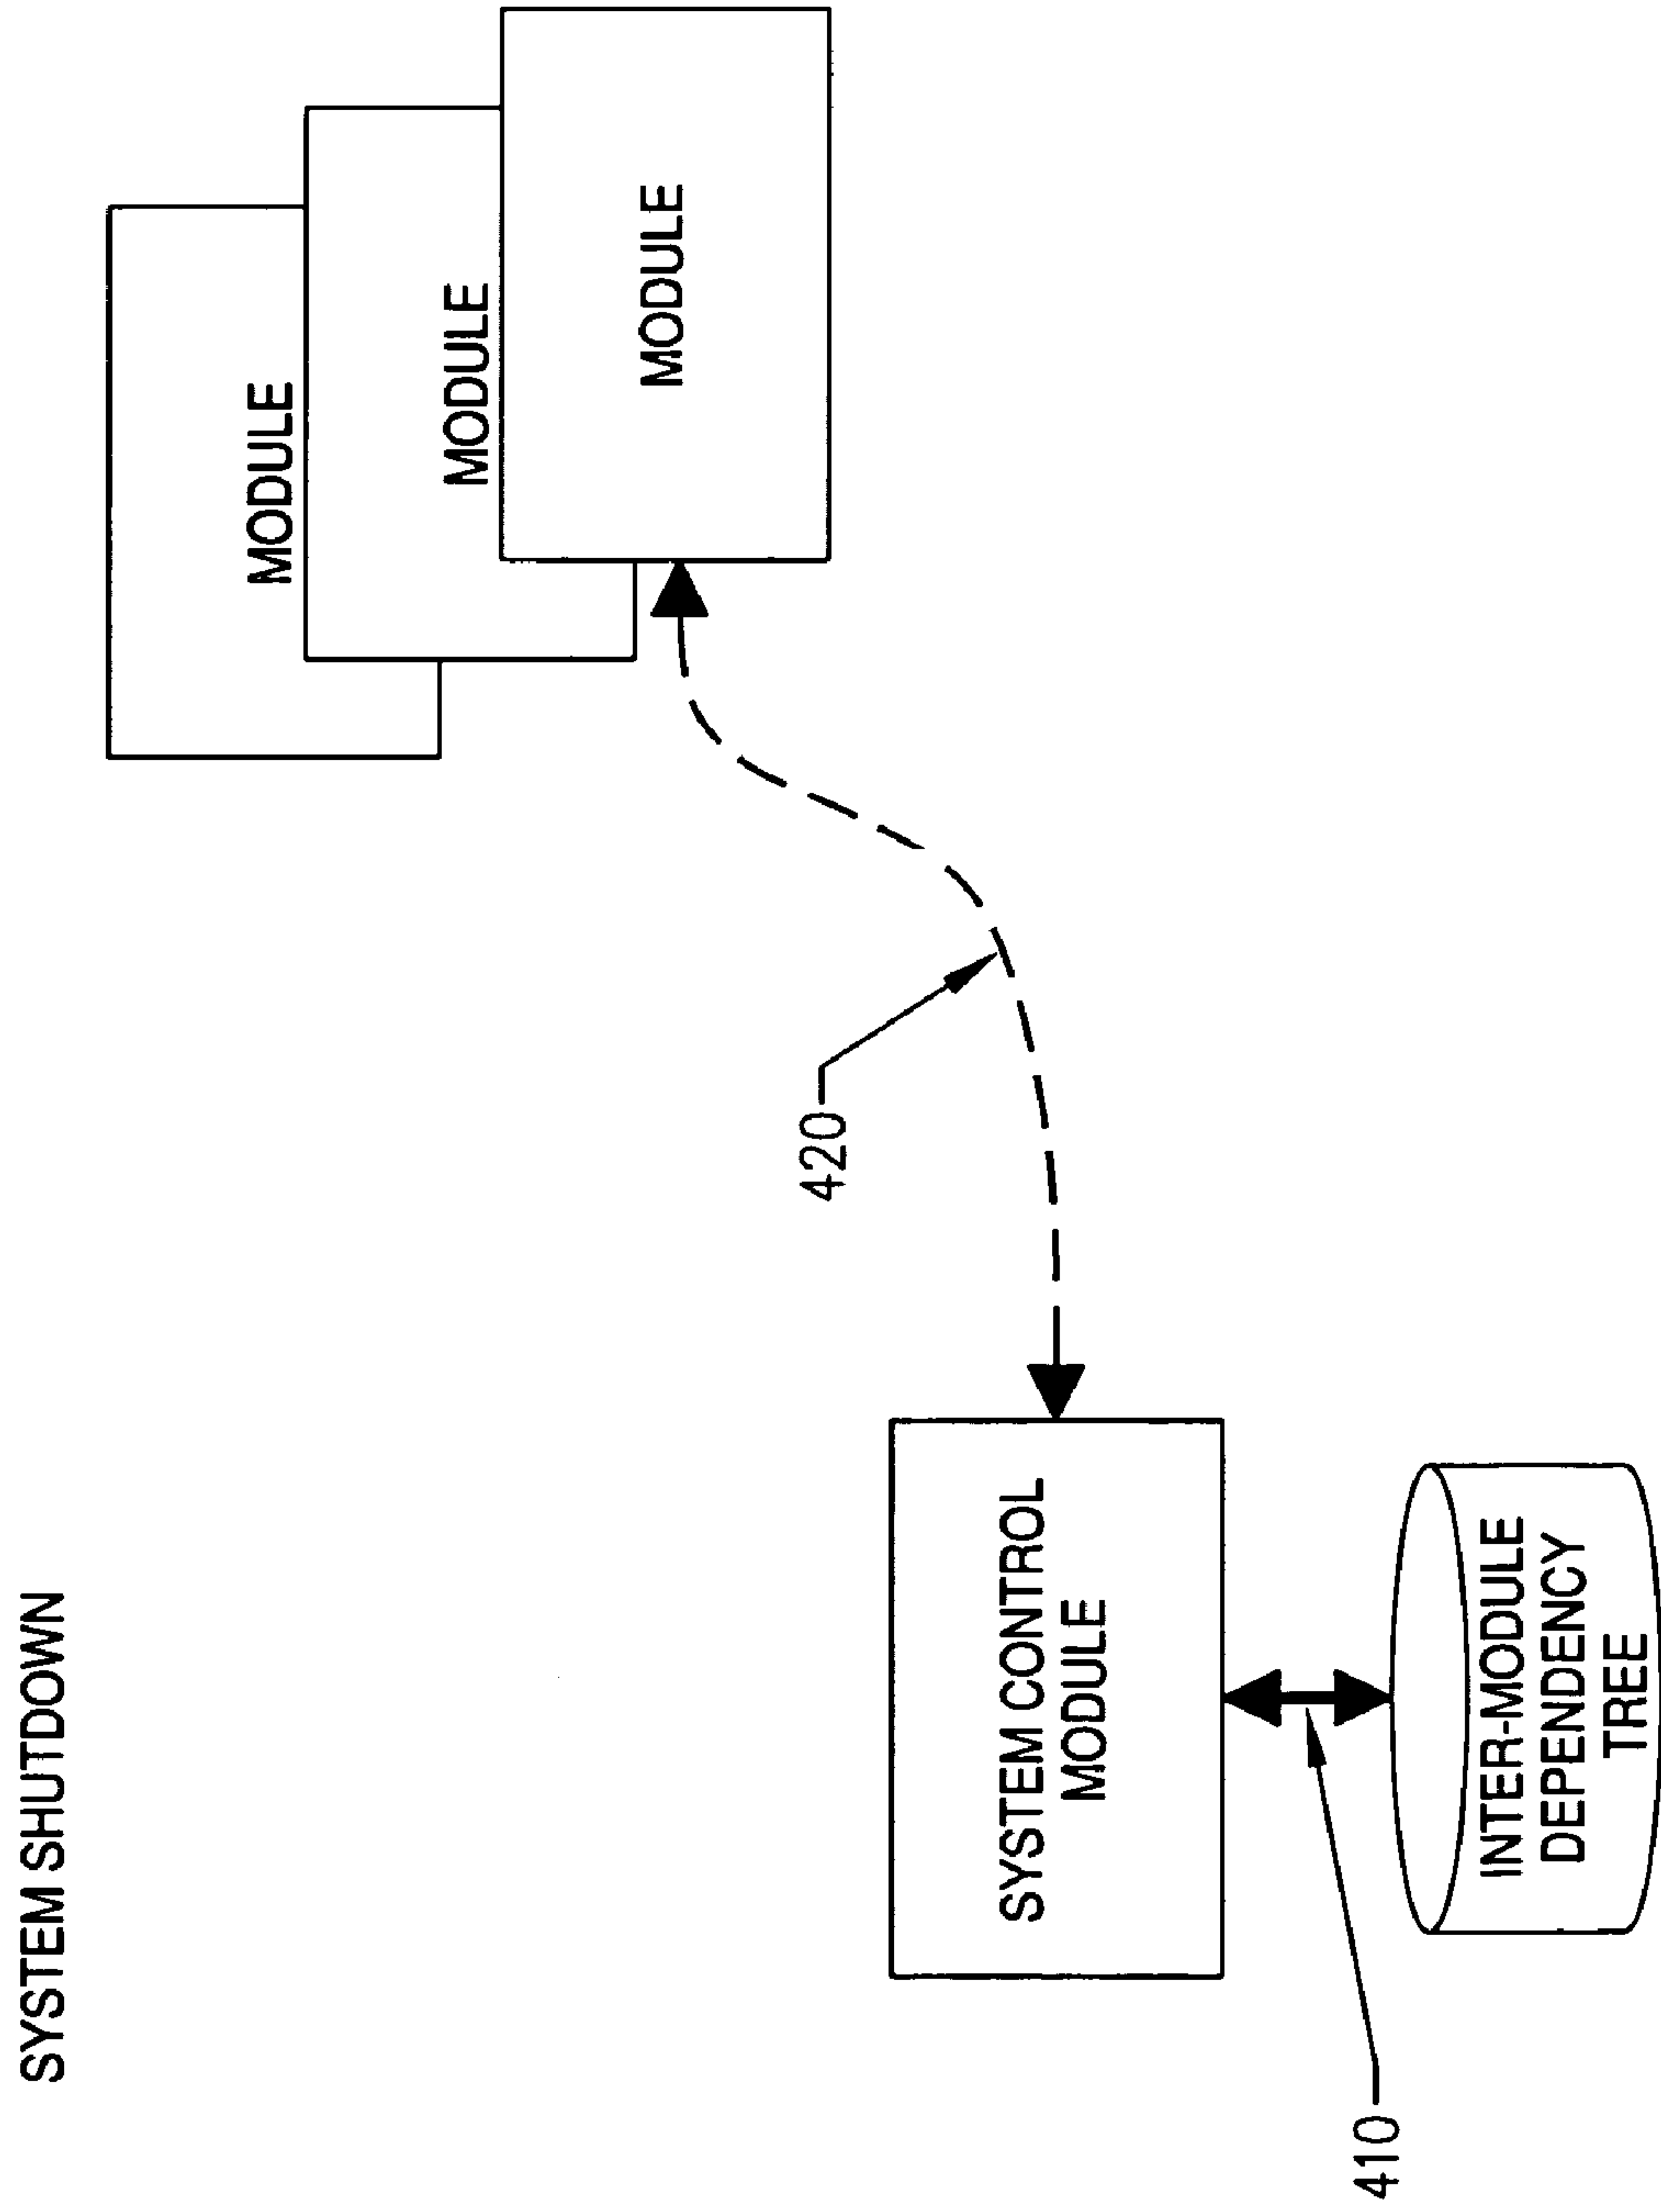 SYSTEM SHUTDOWN
MODULE
MODULE
MODULE
420
SYSTEM CONTROL
MODULE
410
INTER-MODULE
DEPENDENCY
TREE